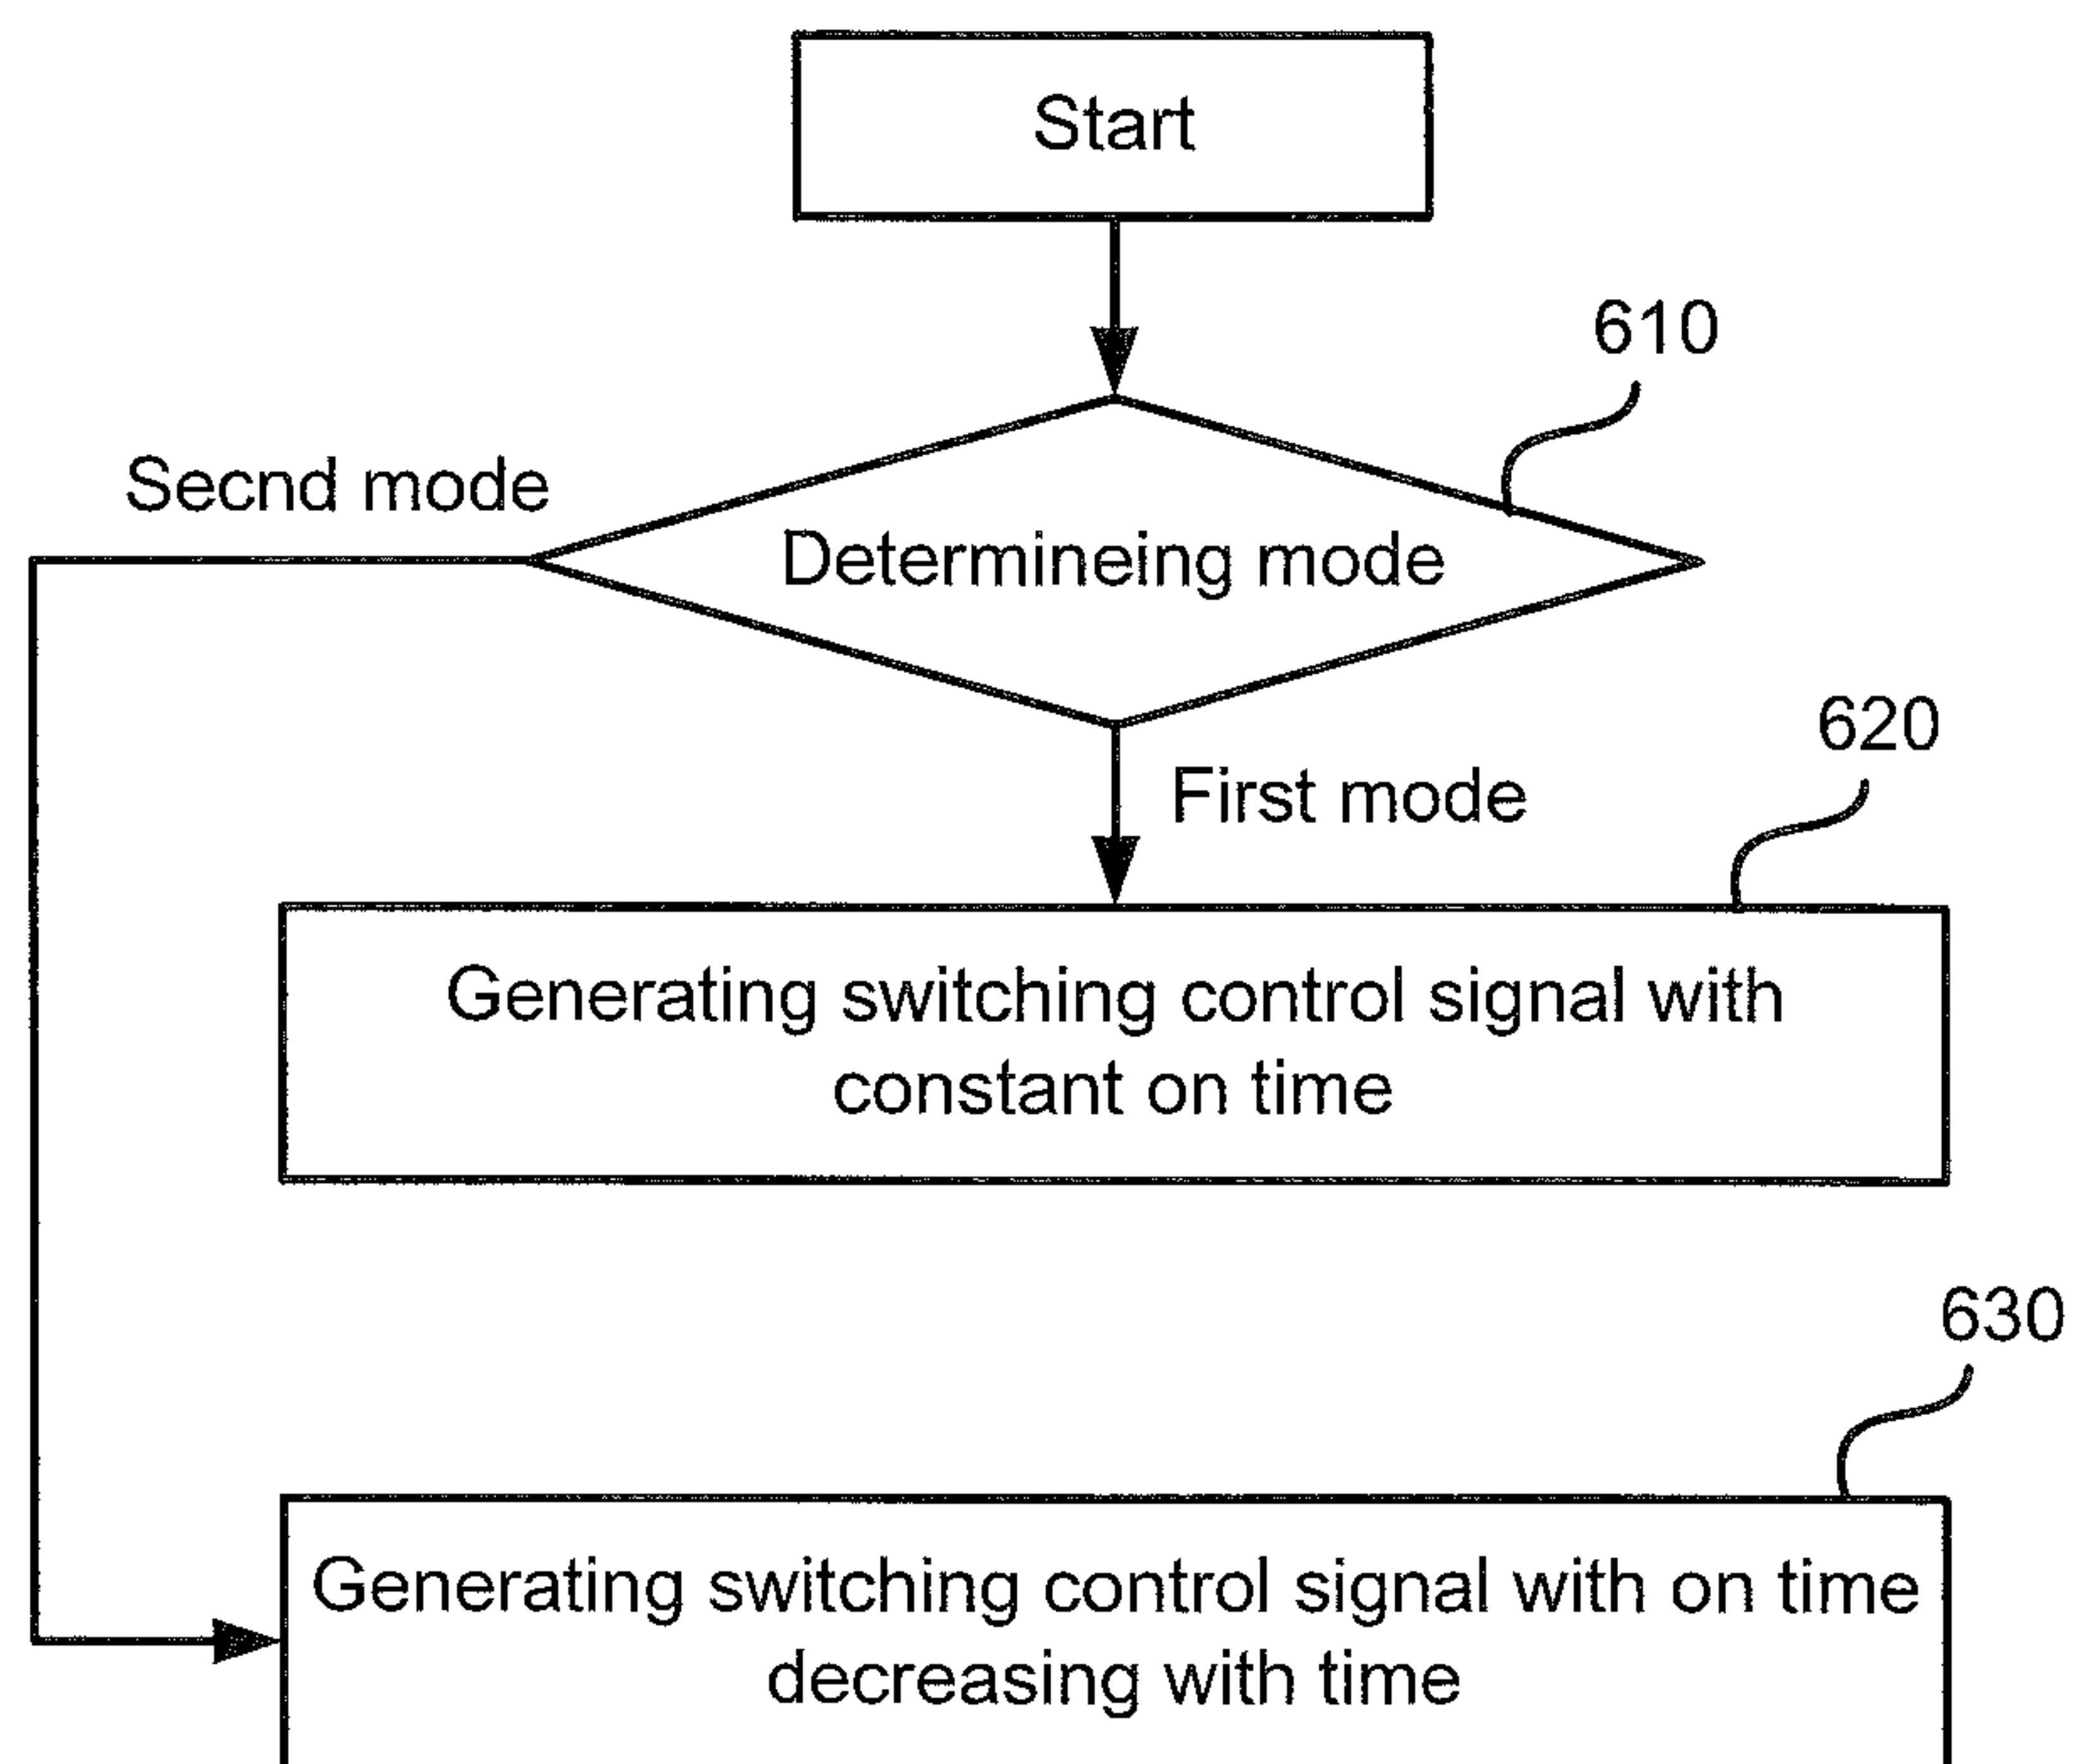 Start
610
Secnd mode
Determineing mode
620
First mode
Generating switching control signal with
constant on time
630
Generating switching control signal with on time
decreasing with time